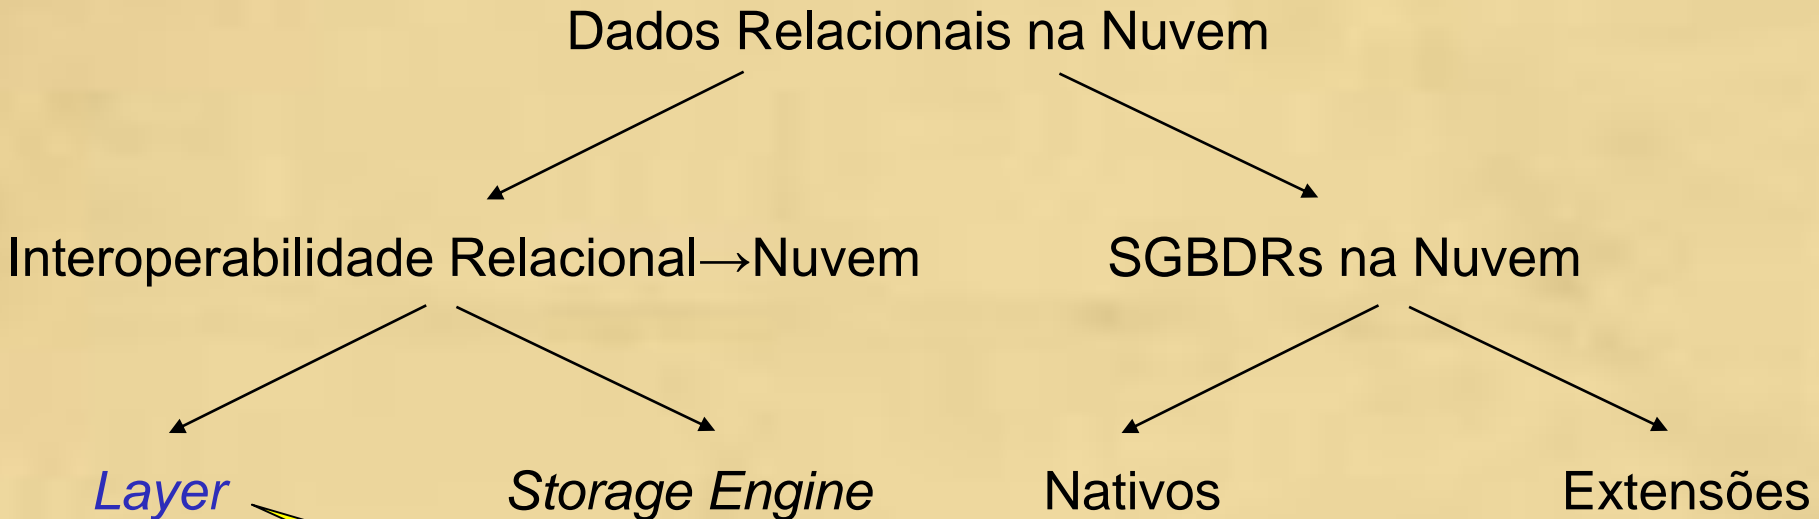 Dados Relacionais na Nuvem
Interoperabilidade Relacional→Nuvem SGBDRs na Nuvem
Layer Storage Engine Nativos Extensões